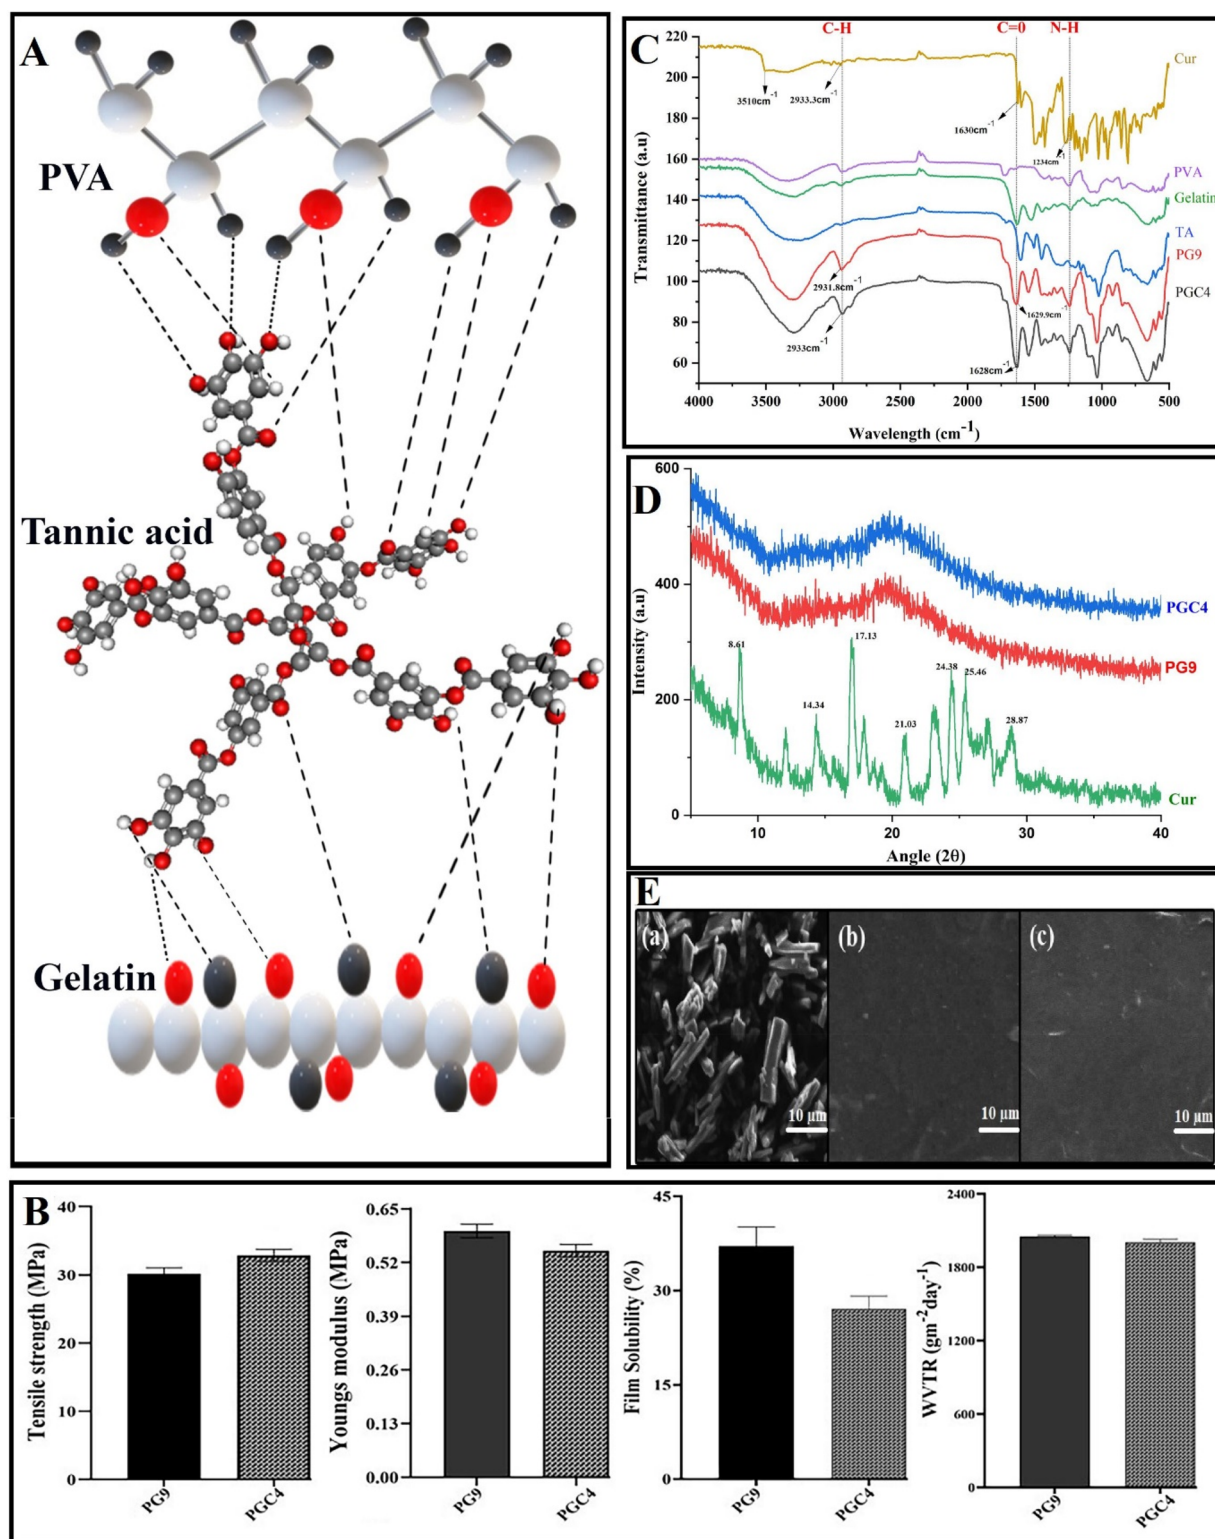 A
PVA
Tannic acid
Gelatin
C
C-H
C=0
N-H
220
200
180
160
140
120
100
80
60
Transmittance (a.u)
3510cm-1
2933.3cm-1
1630cm-1
1234cm-1
2931.8cm-1
1629.9cm-1
2933cm-1
1628cm-1
Cur
PVA
Gelatin
TA
PG9
PGC4
4000
3500
3000
2500
2000
1500
1000
500
Wavelength (cm-1)
D
600
400
200
0
Intensity (a.u)
8.61
14.34
17.13
21.03
24.38
25.46
28.87
PGC4
PG9
Cur
10
20
30
40
Angle (2θ)
E
(a)
(b)
(c)
10 µm
10 µm
10 µm
B
Tensile strength (MPa)
40
30
20
10
0
PG9
PGC4
Youngs modulus (MPa)
0.65
0.52
0.39
0.26
0.13
0.00
PG9
PGC4
Film Solubility (%)
45
30
15
0
PG9
PGC4
WVTR (gm-2day-1)
2400
1800
1200
600
0
PG9
PGC4